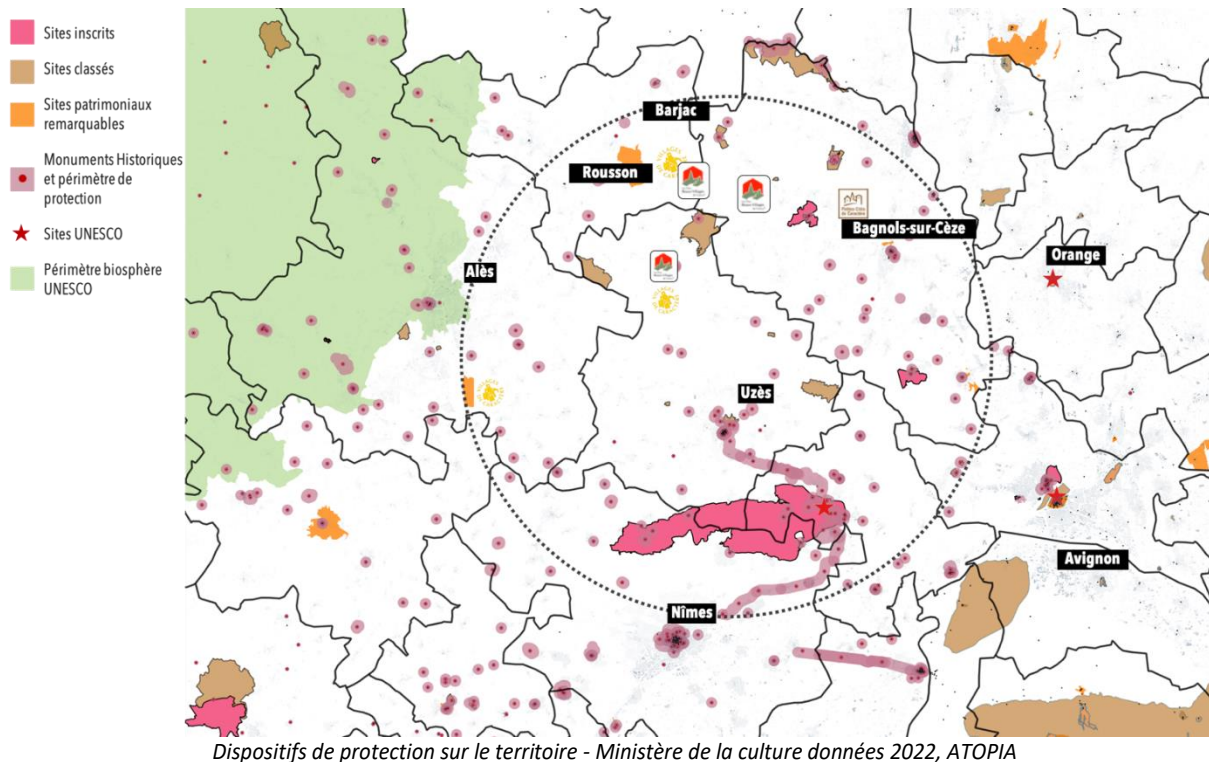 Sites inscrits
Sites classés
Sites patrimoniaux
remarquables
Monuments Historiques
et périmètre de
protection
Sites UNESCO
Périmètre biosphère
UNESCO
Barjac
Rousson
Bagnols-sur-Cèze
Orange
Alès
Uzès
Avignon
Nîmes
Dispositifs de protection sur le territoire - Ministère de la culture données 2022, ATOPIA